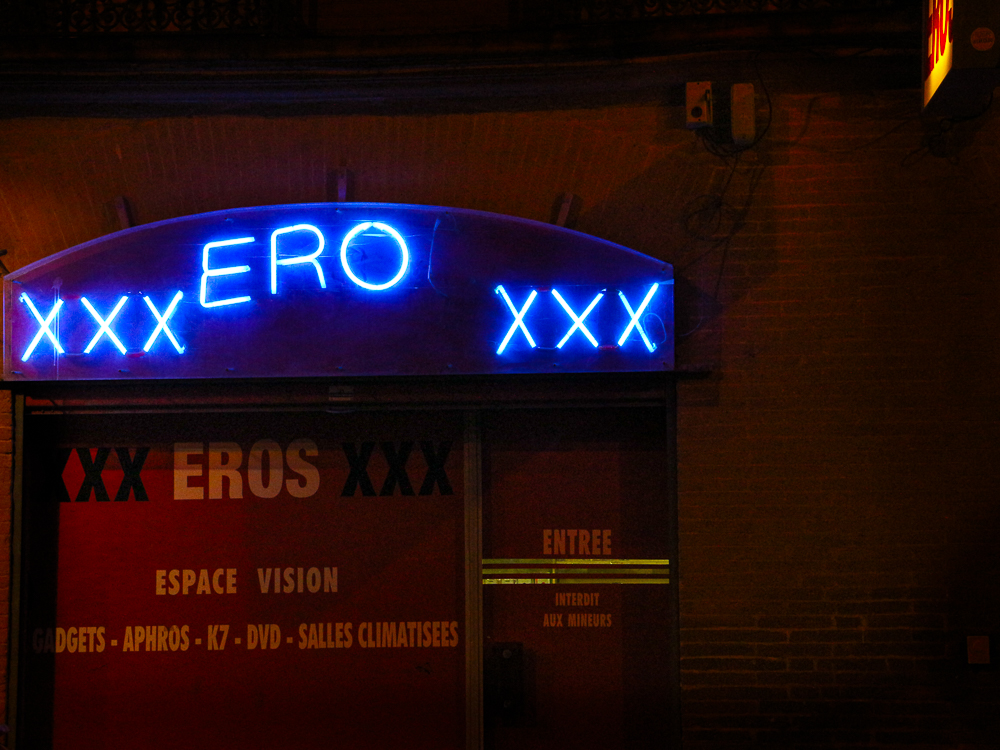 XXX ERO XXX
XXX EROS XXX
ESPACE VISION
GADGETS - APHROS - K7 - DVD - SALLES CLIMATISEES
ENTREE
INTERDIT
AUX MINEURS